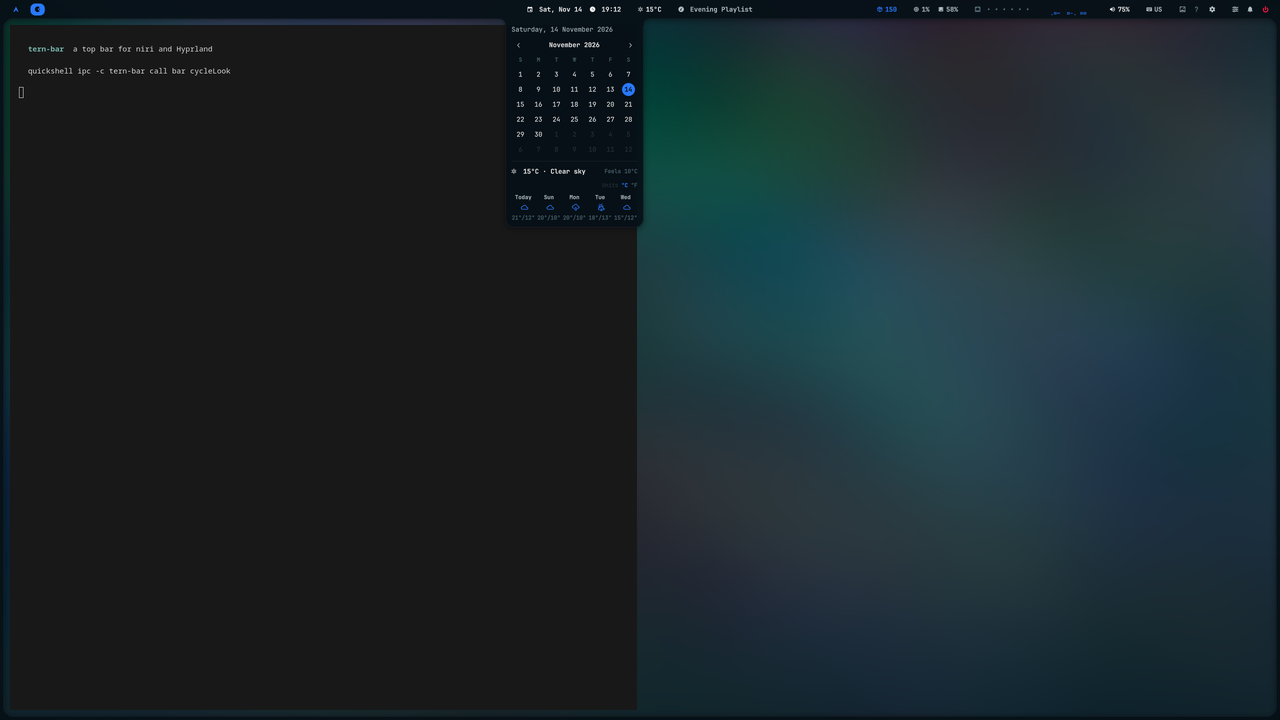 Sat, Nov 14 19:12 15°C Evening Playlist 150 1% 58% 75% US ?
tern-bar a top bar for niri and Hyprland
quickshell ipc -c tern-bar call bar cycleLook
Saturday, 14 November 2026
November 2026
S M T W T F S
1 2 3 4 5 6 7
8 9 10 11 12 13 14
15 16 17 18 19 20 21
22 23 24 25 26 27 28
29 30 1 2 3 4 5
6 7 8 9 10 11 12
15°C · Clear sky
Units °C °F
Today Sun Mon Tue Wed
21°/12° 20°/10° 20°/10° 18°/13° 15°/12°